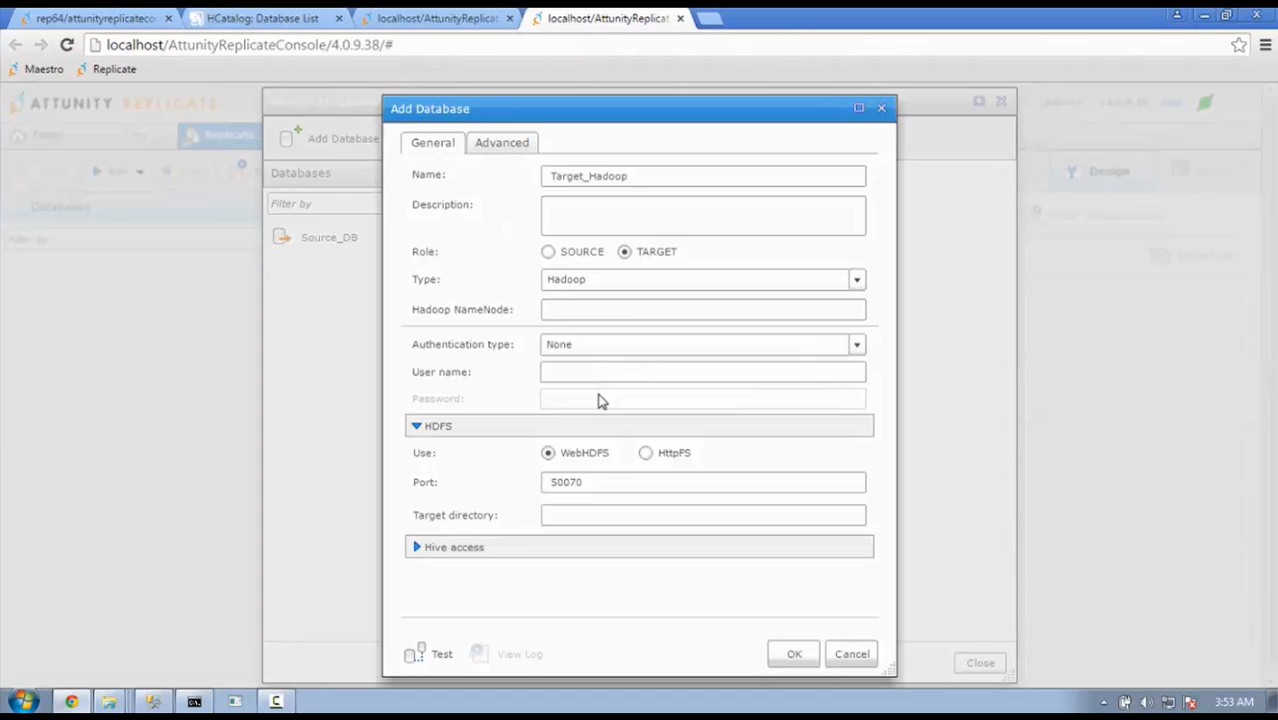 rep64/attunityreplicatecon
HCatalog: Database List
localhost/AttunityReplicat
localhost/AttunityReplicat
localhost/AttunityReplicateConsole/4.0.9.38/#
Maestro
Replicate
ATTUNITY REPLICATE
Replicate
Add Database
Databases
Filter by
Source_DB
Design
Add Database
General
Advanced
Name:
Target_Hadoop
Description:
Role:
SOURCE
TARGET
Type:
Hadoop
Hadoop NameNode:
Authentication type:
None
User name:
Password:
HDFS
Use:
WebHDFS
HttpFS
Port:
50070
Target directory:
Hive access
Test
View Log
OK
Cancel
Close
3:53 AM